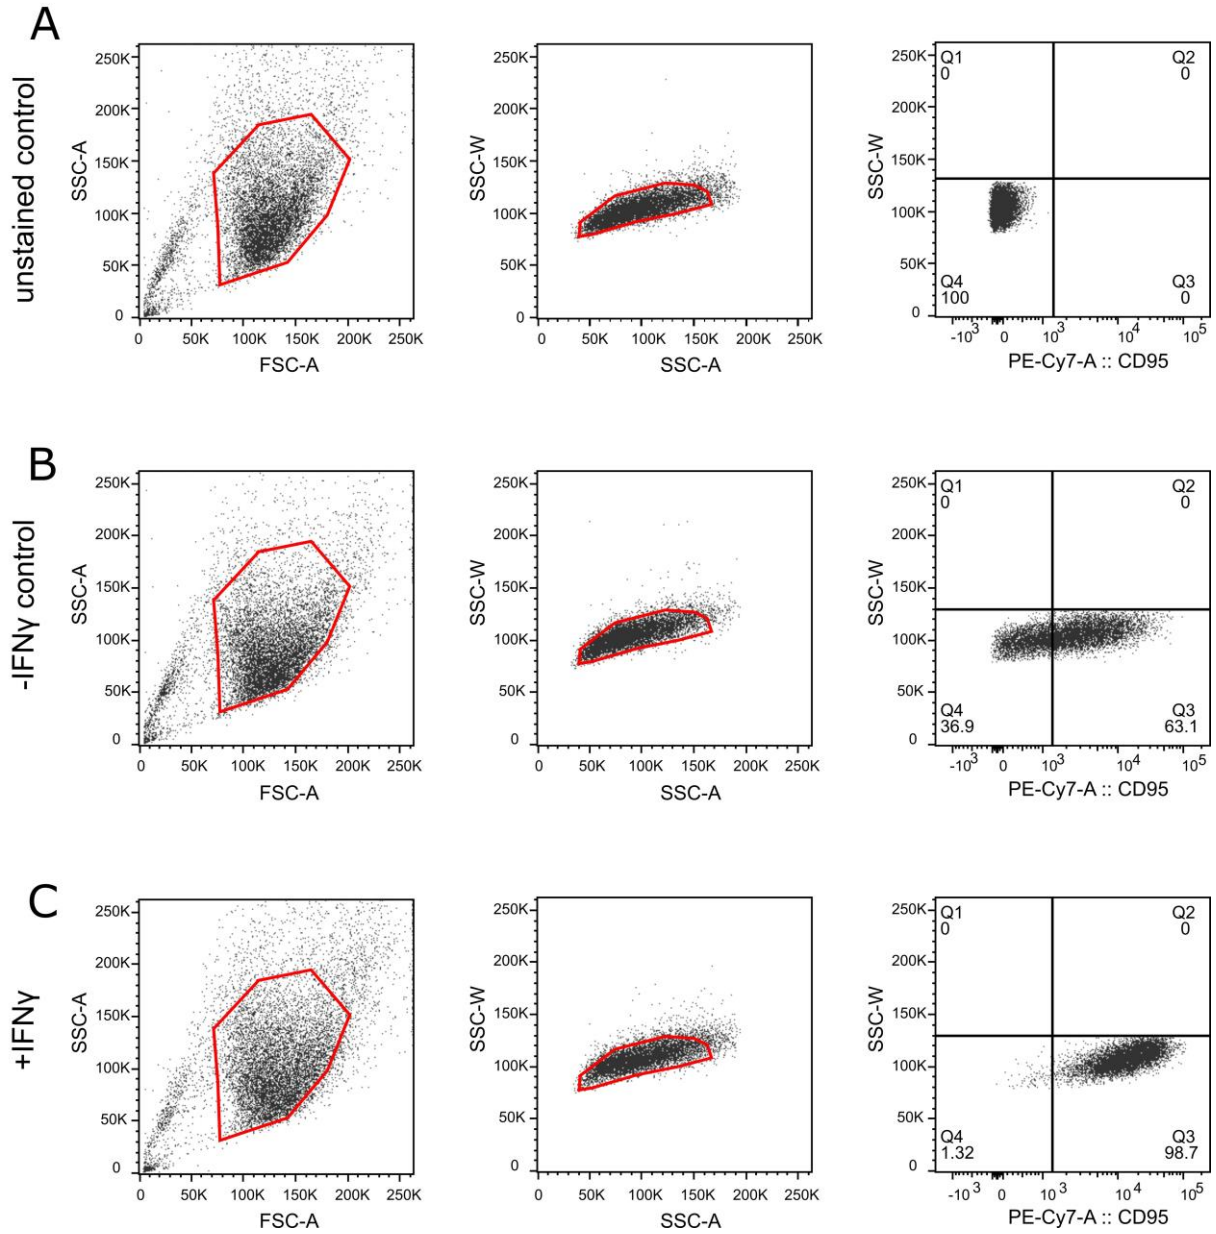 A
unstained control
250K
200K
150K
100K
50K
0
SSC-A
0 50K 100K 150K 200K 250K
FSC-A
250K
200K
150K
100K
50K
0
SSC-W
0 50K 100K 150K 200K 250K
SSC-A
250K
200K
150K
100K
50K
0
SSC-W
Q1
0
Q2
0
Q4
100
Q3
0
-10³ 0 10³ 10⁴ 10⁵
PE-Cy7-A :: CD95
B
-IFNγ control
250K
200K
150K
100K
50K
0
SSC-A
0 50K 100K 150K 200K 250K
FSC-A
250K
200K
150K
100K
50K
0
SSC-W
0 50K 100K 150K 200K 250K
SSC-A
250K
200K
150K
100K
50K
0
SSC-W
Q1
0
Q2
0
Q4
36.9
Q3
63.1
-10³ 0 10³ 10⁴ 10⁵
PE-Cy7-A :: CD95
C
+IFNγ
250K
200K
150K
100K
50K
0
SSC-A
0 50K 100K 150K 200K 250K
FSC-A
250K
200K
150K
100K
50K
0
SSC-W
0 50K 100K 150K 200K 250K
SSC-A
250K
200K
150K
100K
50K
0
SSC-W
Q1
0
Q2
0
Q4
1.32
Q3
98.7
-10³ 0 10³ 10⁴ 10⁵
PE-Cy7-A :: CD95